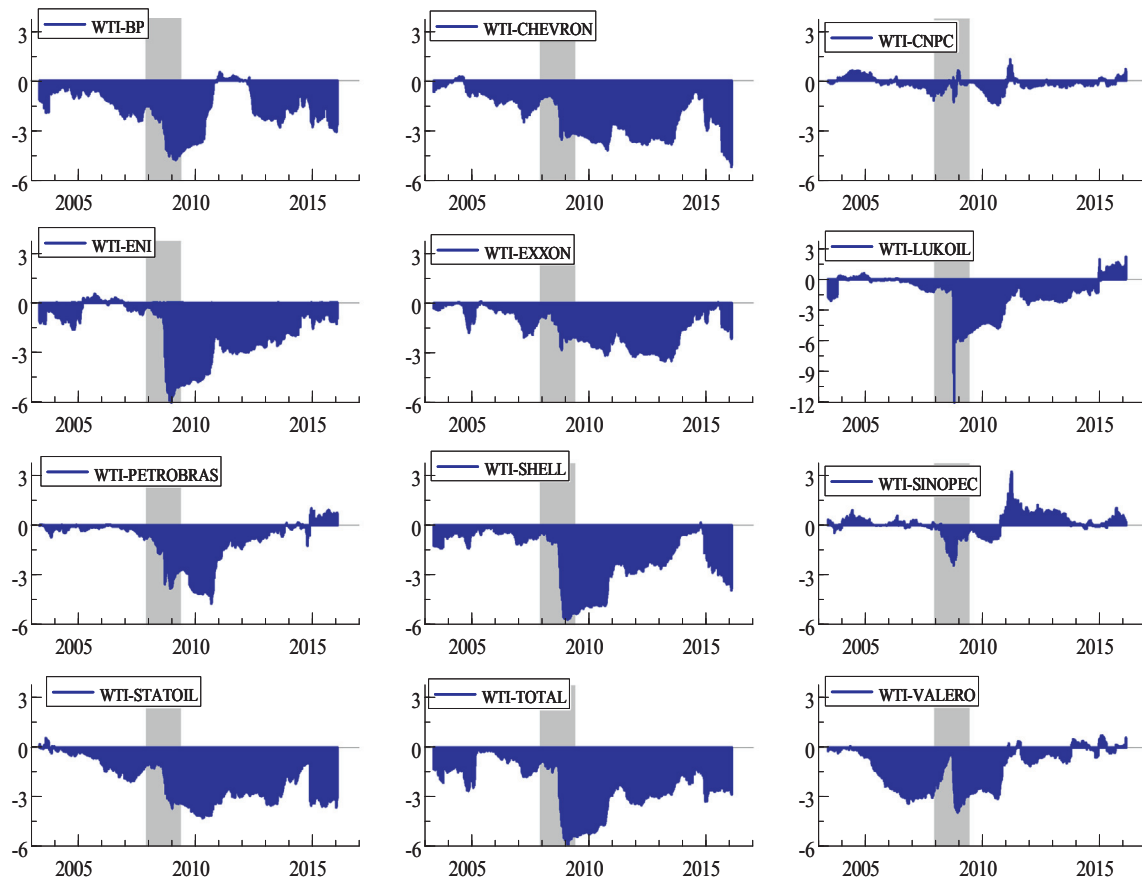 WTI-BP
3
0
-3
-6
2005 2010 2015
WTI-CHEVRON
3
0
-3
-6
2005 2010 2015
WTI-CNPC
3
0
-3
-6
2005 2010 2015
WTI-ENI
3
0
-3
-6
2005 2010 2015
WTI-EXXON
3
0
-3
-6
2005 2010 2015
WTI-LUKOIL
3
0
-3
-6
-9
-12
2005 2010 2015
WTI-PETROBRAS
3
0
-3
-6
2005 2010 2015
WTI-SHELL
3
0
-3
-6
2005 2010 2015
WTI-SINOPEC
3
0
-3
-6
2005 2010 2015
WTI-STATOIL
3
0
-3
-6
2005 2010 2015
WTI-TOTAL
3
0
-3
-6
2005 2010 2015
WTI-VALERO
3
0
-3
-6
2005 2010 2015